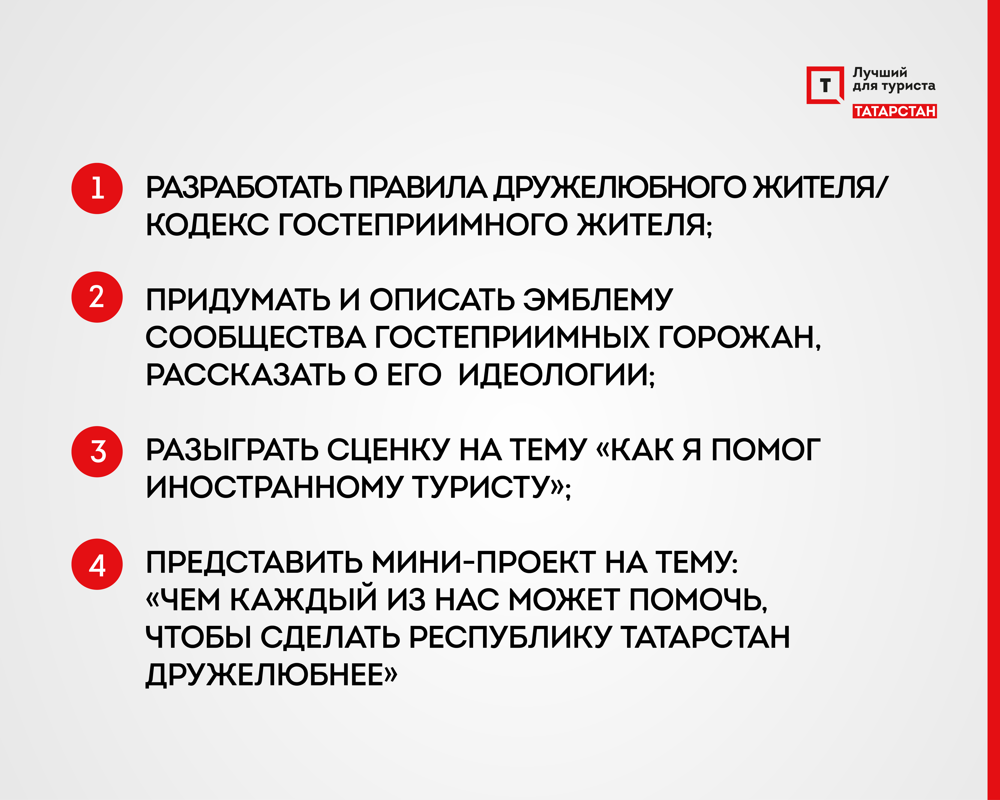 Т
Лучший
для туриста
ТАТАРСТАН
1
РАЗРАБОТАТЬ ПРАВИЛА ДРУЖЕЛЮБНОГО ЖИТЕЛЯ/
КОДЕКС ГОСТЕПРИИМНОГО ЖИТЕЛЯ;
2
ПРИДУМАТЬ И ОПИСАТЬ ЭМБЛЕМУ
СООБЩЕСТВА ГОСТЕПРИИМНЫХ ГОРОЖАН,
РАССКАЗАТЬ О ЕГО  ИДЕОЛОГИИ;
3
РАЗЫГРАТЬ СЦЕНКУ НА ТЕМУ «КАК Я ПОМОГ
ИНОСТРАННОМУ ТУРИСТУ»;
4
ПРЕДСТАВИТЬ МИНИ-ПРОЕКТ НА ТЕМУ:
«ЧЕМ КАЖДЫЙ ИЗ НАС МОЖЕТ ПОМОЧЬ,
ЧТОБЫ СДЕЛАТЬ РЕСПУБЛИКУ ТАТАРСТАН
ДРУЖЕЛЮБНЕЕ»